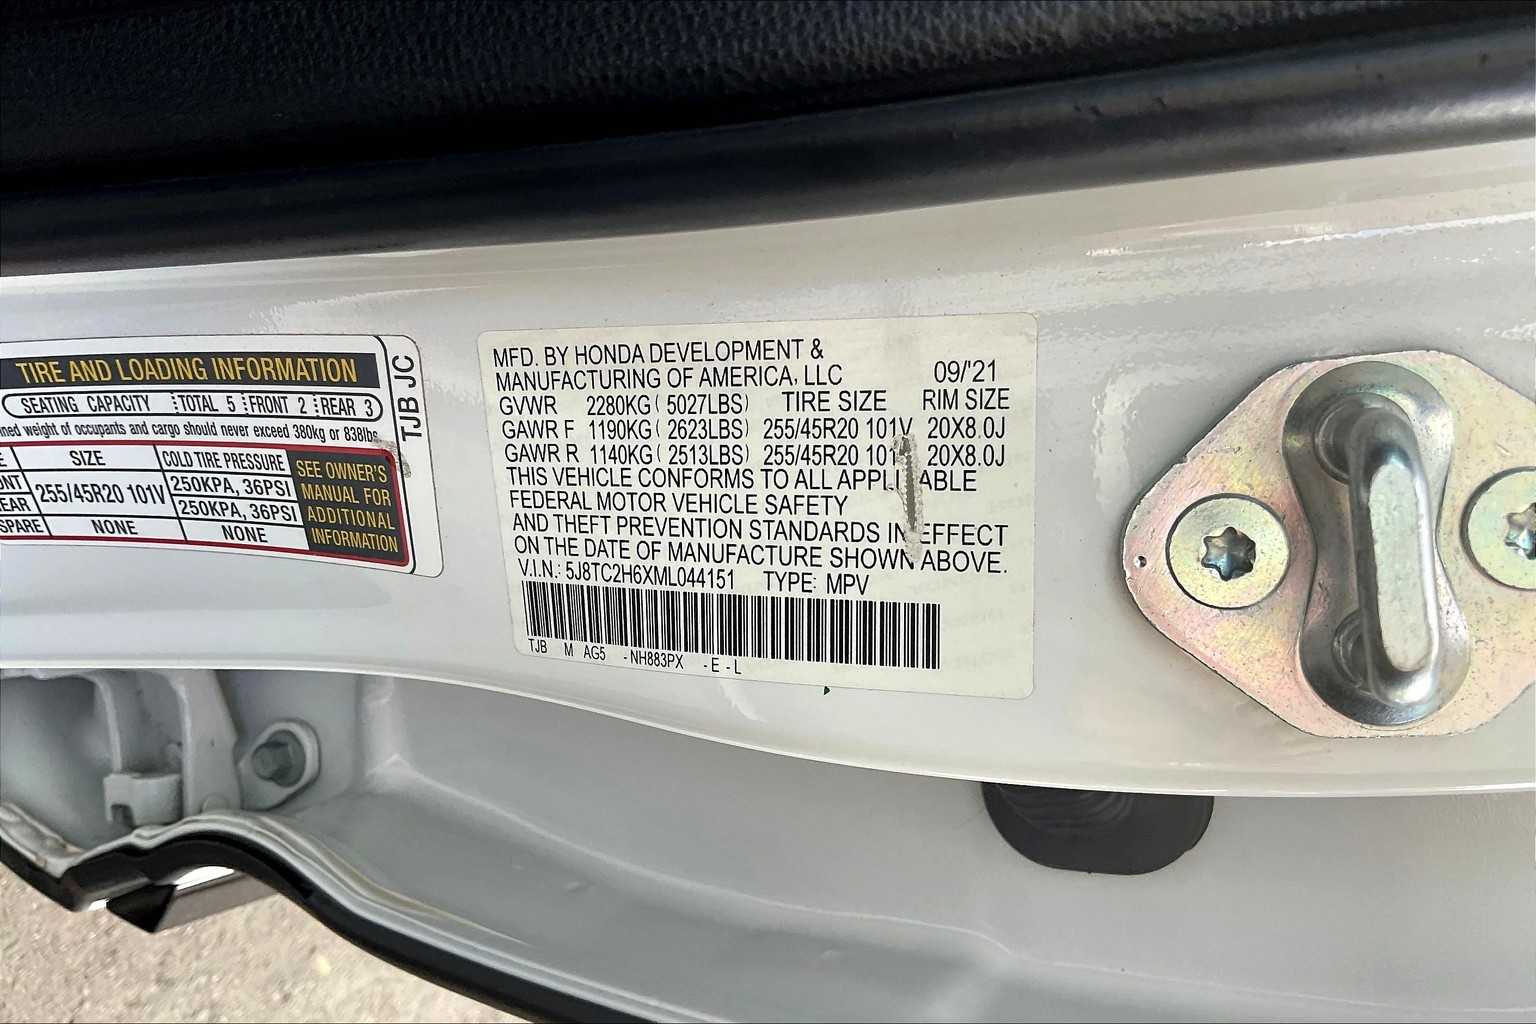 TIRE AND LOADING INFORMATION
SEATING CAPACITY TOTAL 5 FRONT 2 REAR 3
weight of occupants and cargo should never exceed 380kg or 838lbs
SIZE COLD TIRE PRESSURE
255/45R20 101V
250KPA, 36PSI
250KPA, 36PSI
SPARE NONE NONE
SEE OWNER'S
MANUAL FOR
ADDITIONAL
INFORMATION
TJB JC
MFD. BY HONDA DEVELOPMENT &
MANUFACTURING OF AMERICA, LLC 09/'21
GVWR 2280KG ( 5027LBS) TIRE SIZE RIM SIZE
GAWR F 1190KG ( 2623LBS) 255/45R20 101V 20X8.0J
GAWR R 1140KG ( 2513LBS) 255/45R20 20X8.0J
THIS VEHICLE CONFORMS TO ALL APPLICABLE
FEDERAL MOTOR VEHICLE SAFETY
AND THEFT PREVENTION STANDARDS IN EFFECT
ON THE DATE OF MANUFACTURE SHOWN ABOVE.
V.I.N.: 5J8TC2H6XML044151 TYPE: MPV
TJB M AG5 -NH883PX -E-L